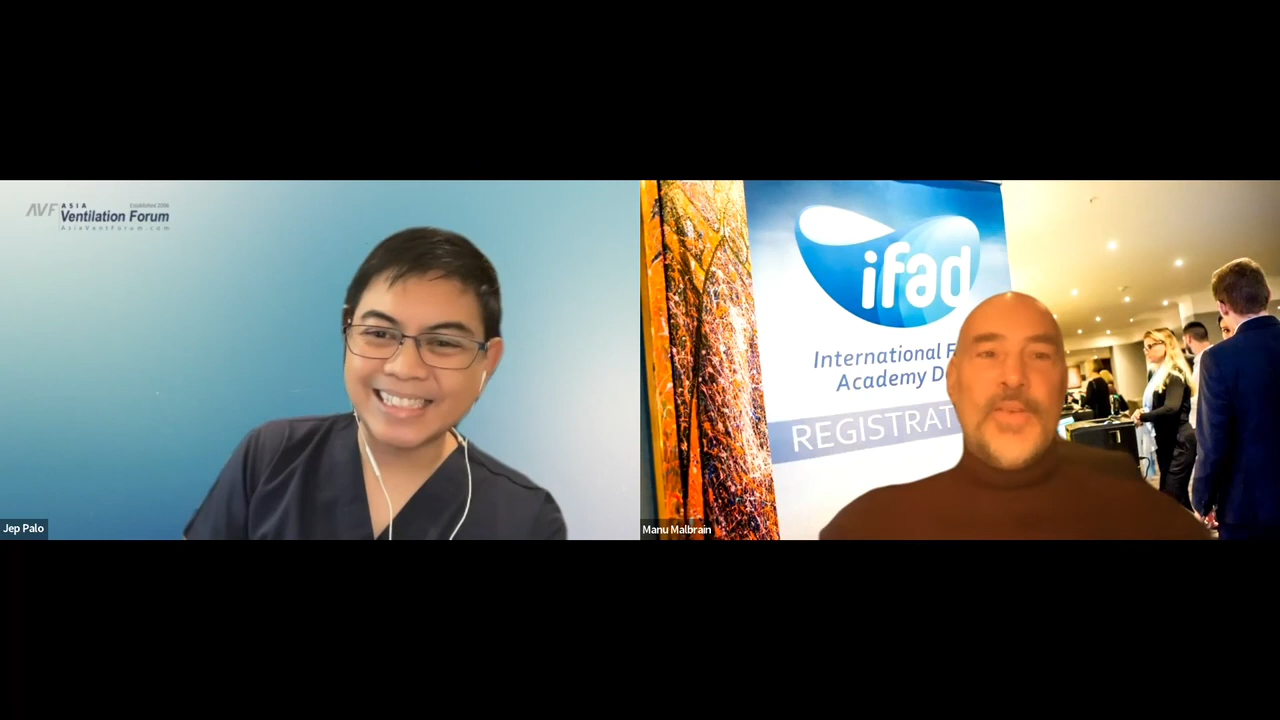 AVF
ASIA
Established 2006
Ventilation Forum
AsiaVentForum.com
ifad
International
Academy
REGISTRAT
Jep Palo
Manu Malbrain